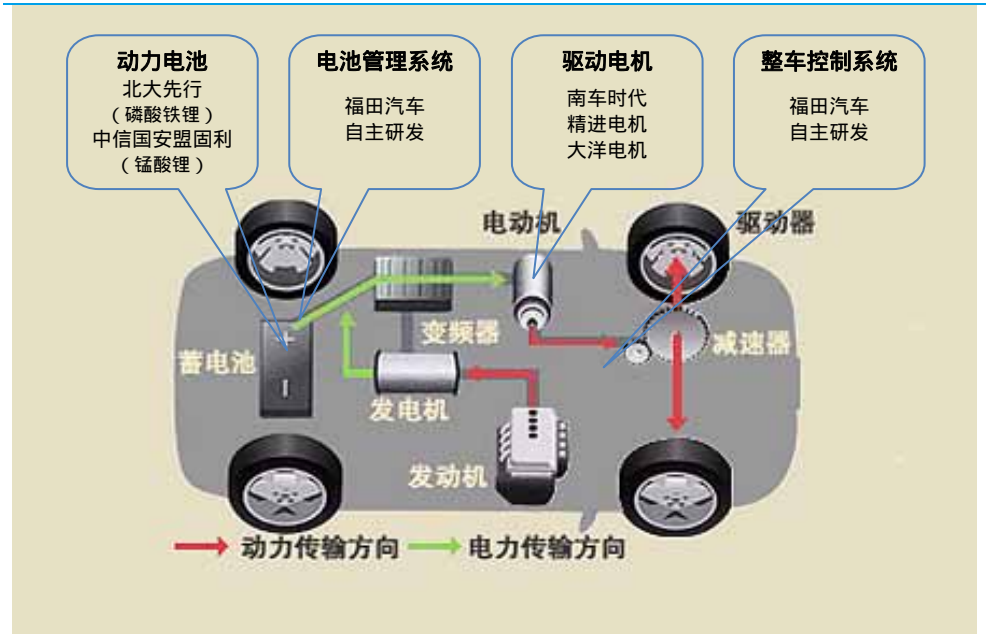 动力电池
北大先行
（磷酸铁锂）
中信国安盟固利
（锰酸锂）
电池管理系统
福田汽车
自主研发
驱动电机
南车时代
精进电机
大洋电机
整车控制系统
福田汽车
自主研发
电动机
驱动器
变频器
减速器
蓄电池
发电机
发动机
动力传输方向
电力传输方向